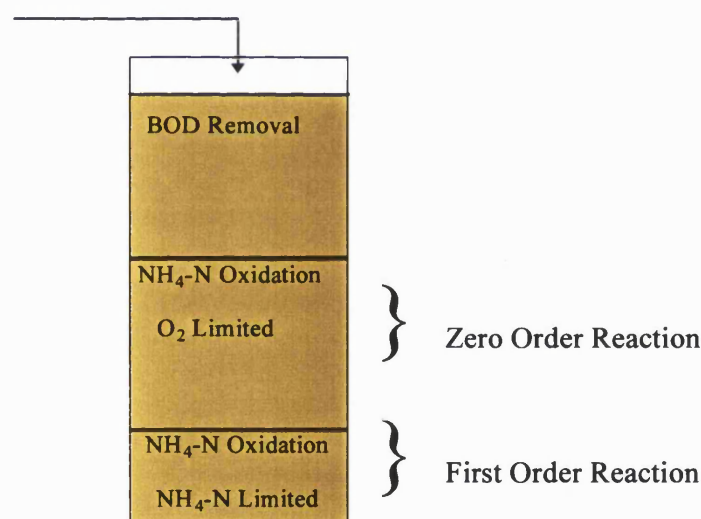 BOD Removal
NH₄-N Oxidation
O₂ Limited
} Zero Order Reaction
NH₄-N Oxidation
NH₄-N Limited
} First Order Reaction